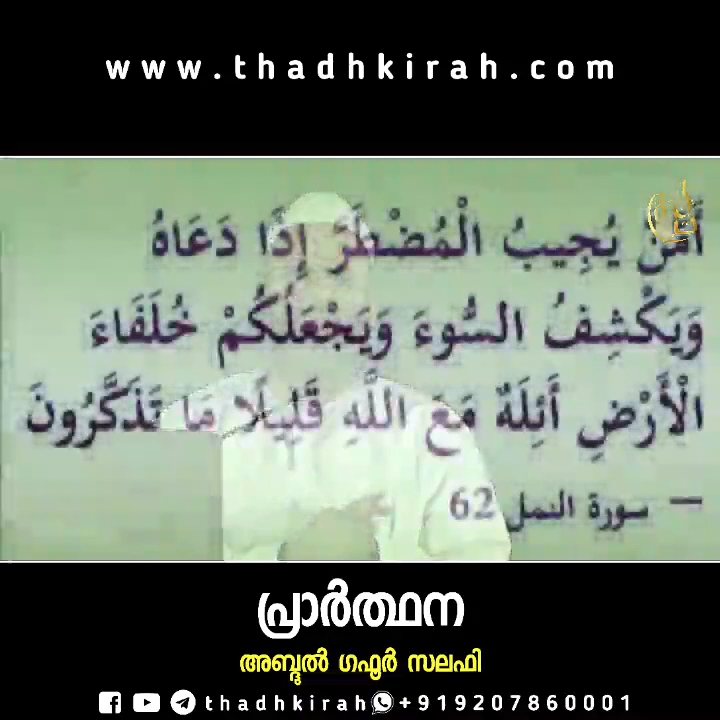 www.thadhkirah.com
أَمَّنْ يُجِيبُ الْمُضْطَرَّ إِذَا دَعَاهُ
وَيَكْشِفُ السُّوءَ وَيَجْعَلُكُمْ خُلَفَاءَ
الْأَرْضِ أَئِلَهٌ مَعَ اللَّهِ قَلِيلًا مَا تَذَكَّرُونَ
— سورة النمل 62
പ്രാർത്ഥന
അബ്ദുൽ ഗഫൂർ സലഫി
thadhkirah +919207860001